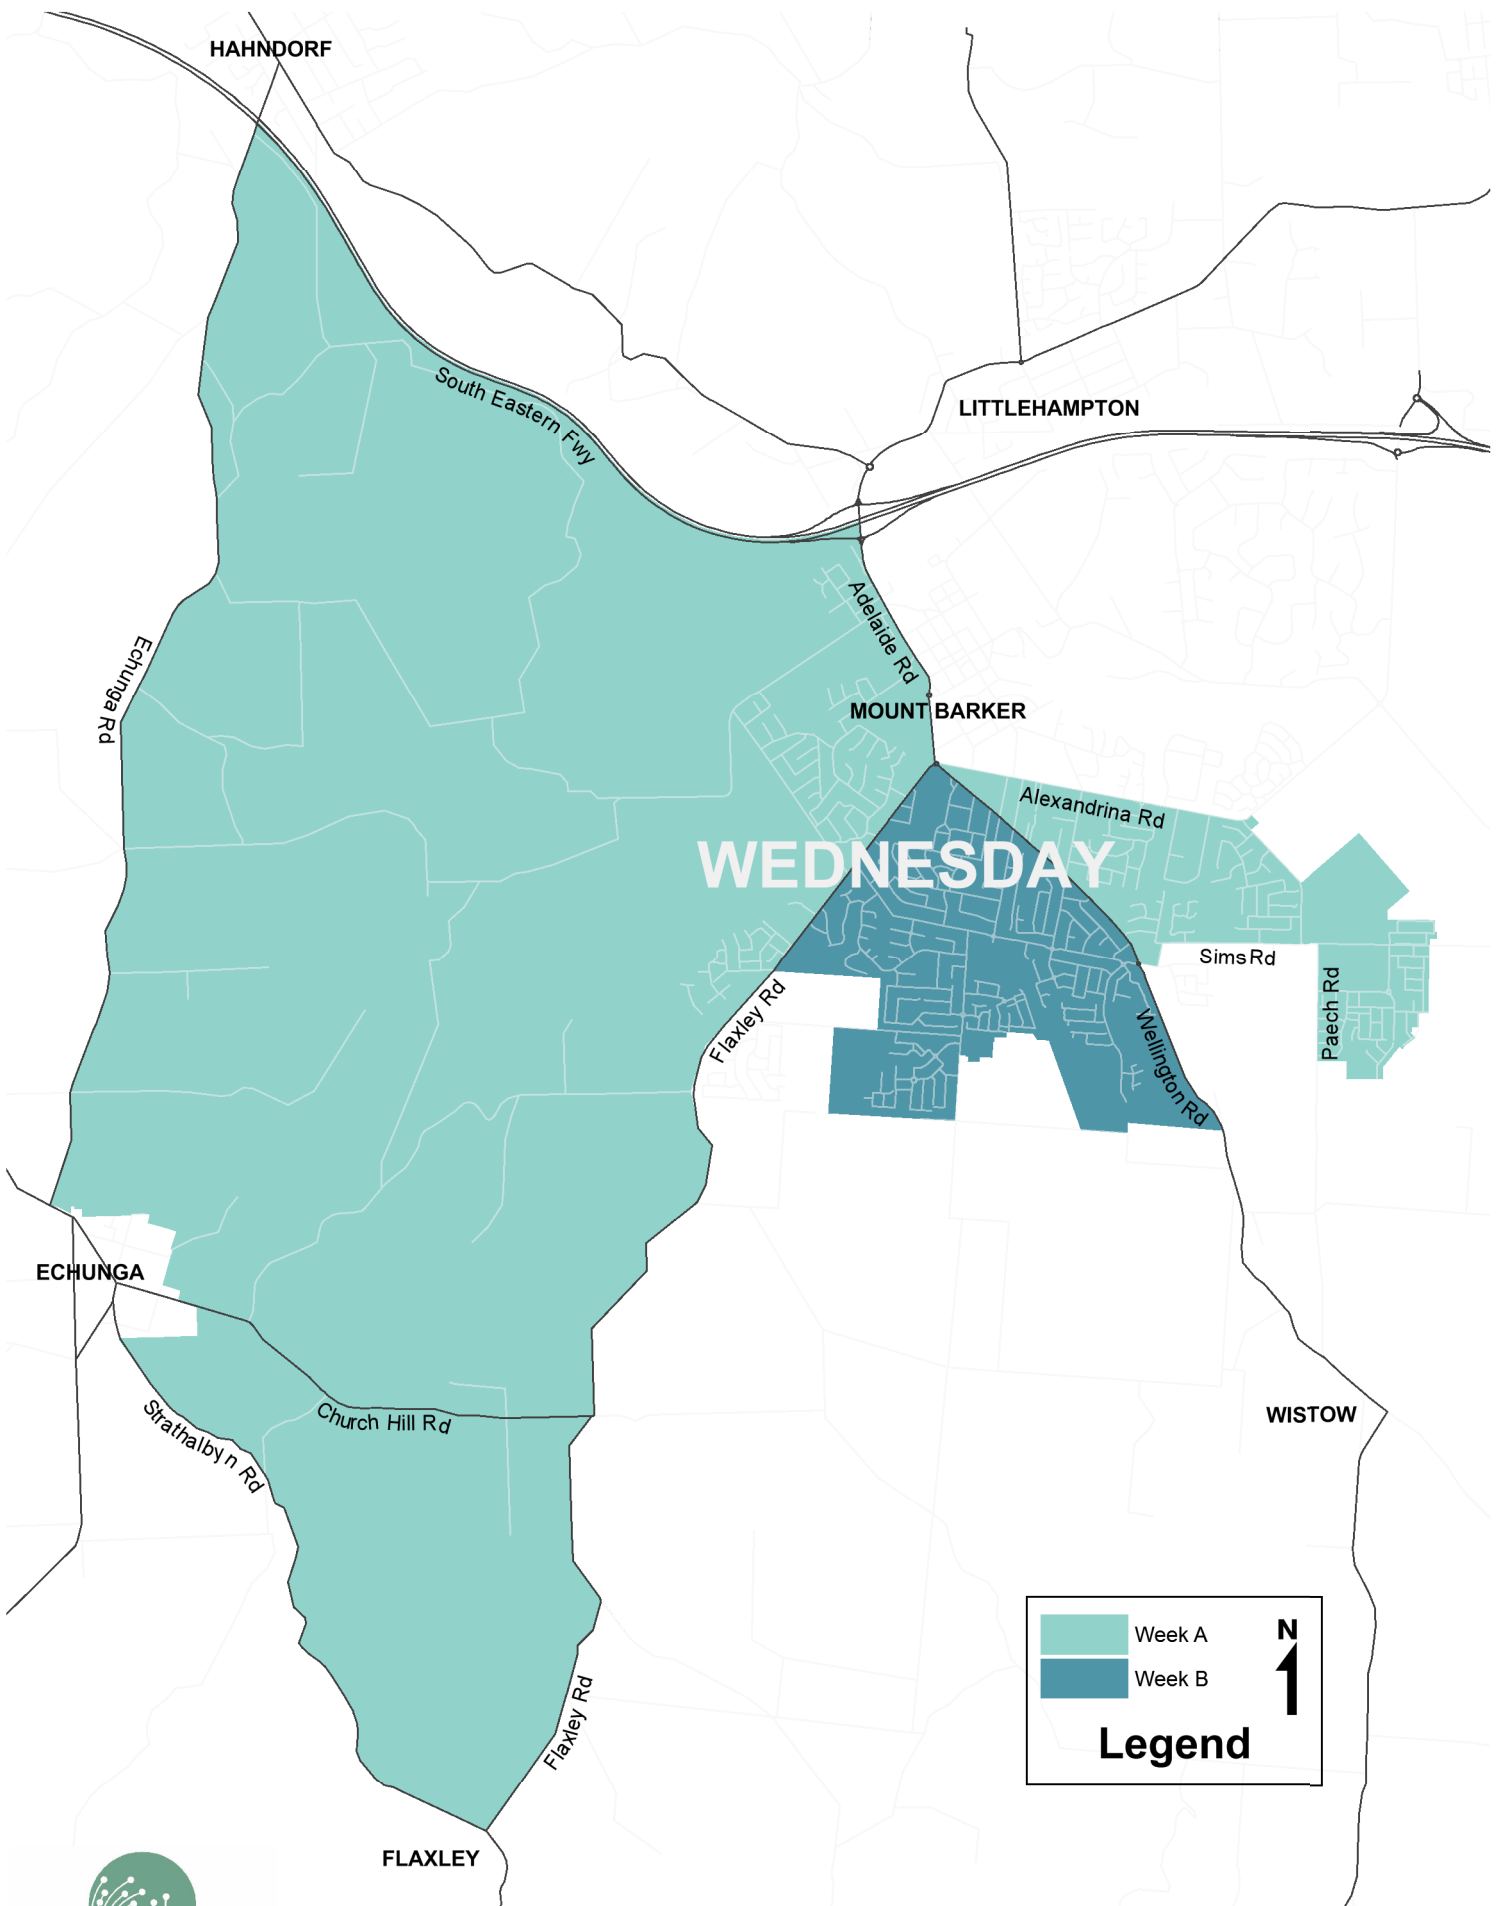 HAHNDORF
South Eastern Fwy
LITTLEHAMPTON
Adelaide Rd
Echunga Rd
MOUNT BARKER
Alexandrina Rd
WEDNESDAY
Sims Rd
Paech Rd
Flaxley Rd
Wellington Rd
ECHUNGA
Church Hill Rd
Strathalbyn Rd
WISTOW
Flaxley Rd
Week A
N
Week B
Legend
FLAXLEY